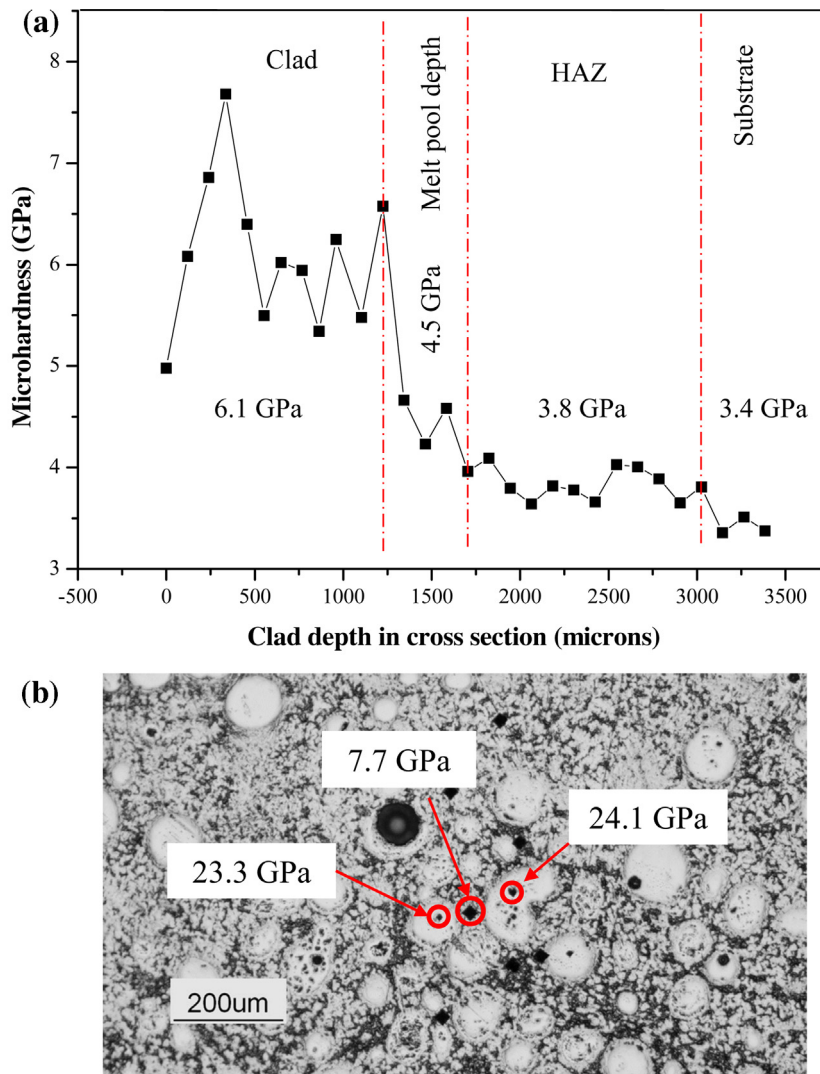 (a)
8
7
6
5
4
3
Microhardness (GPa)
Clad
Melt pool depth
HAZ
Substrate
6.1 GPa
4.5 GPa
3.8 GPa
3.4 GPa
-500
0
500
1000
1500
2000
2500
3000
3500
Clad depth in cross section (microns)
(b)
7.7 GPa
24.1 GPa
23.3 GPa
200um